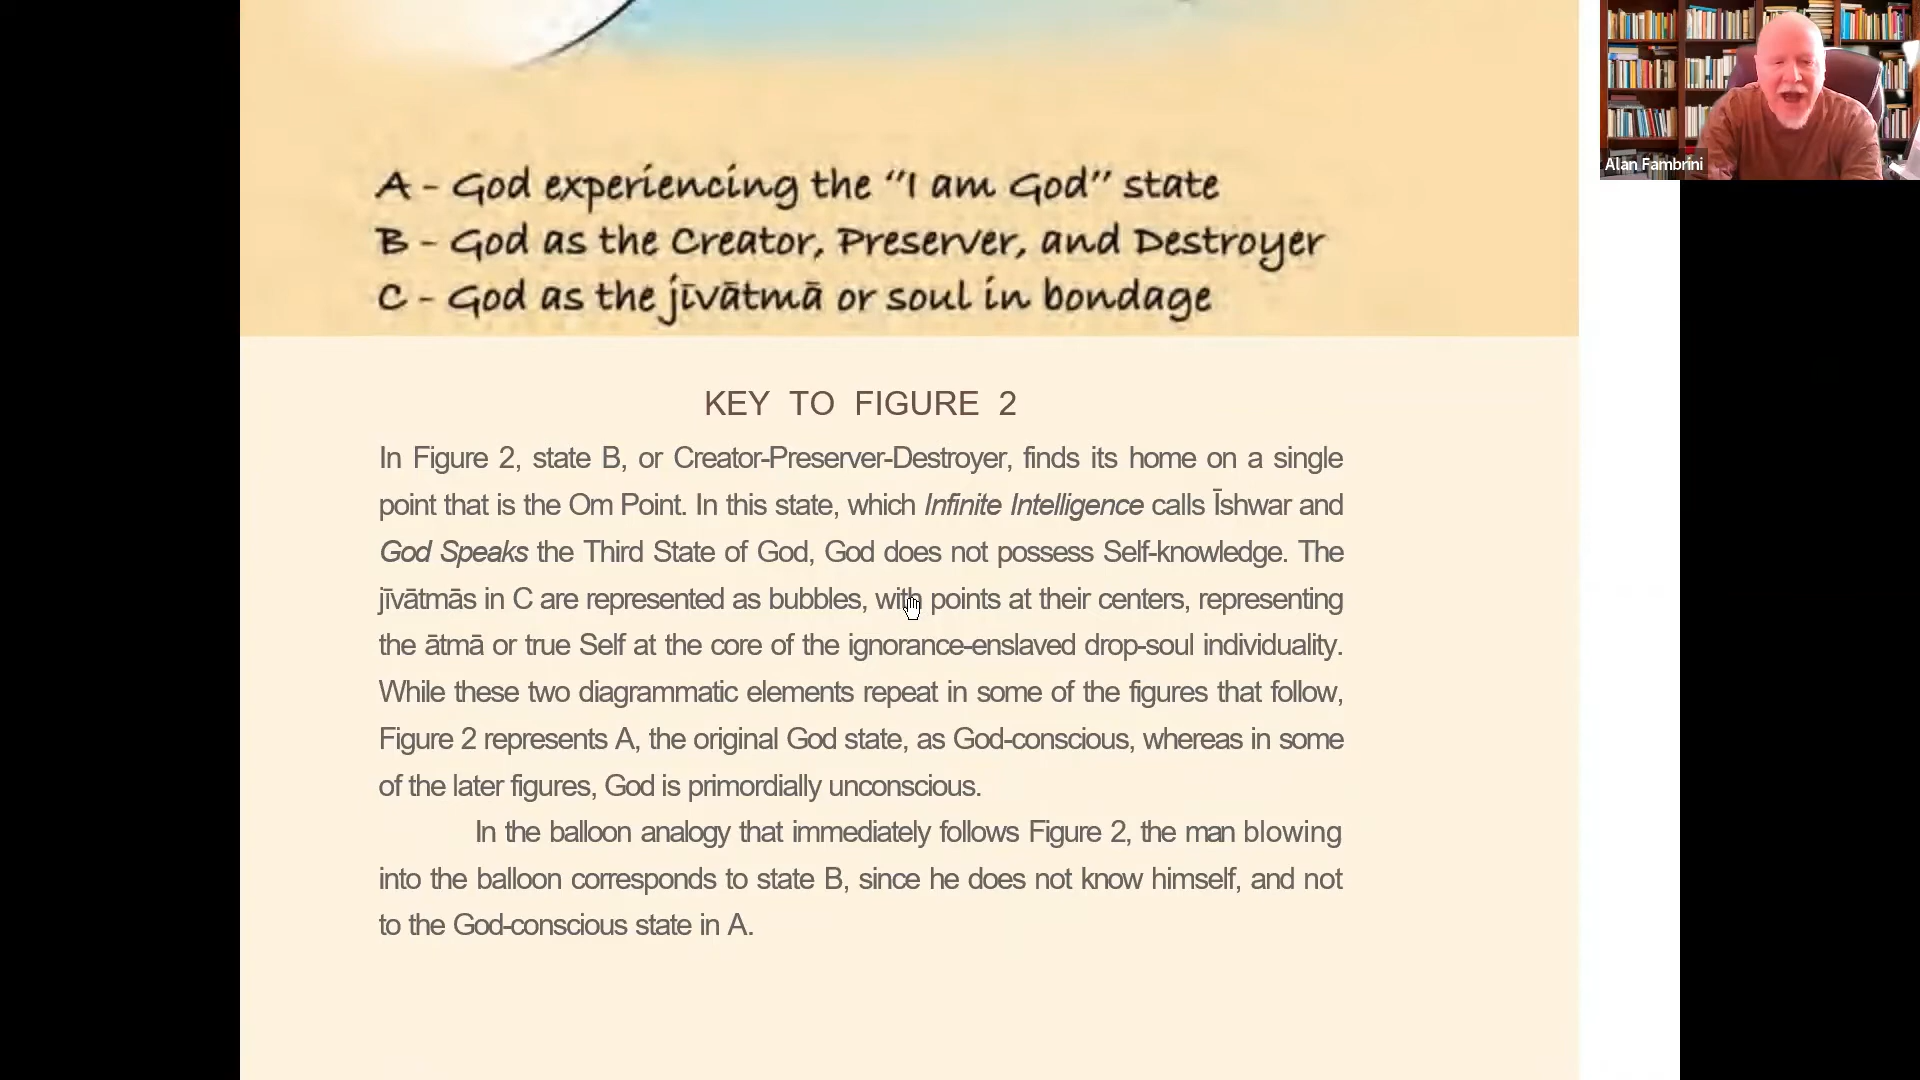 A - God experiencing the "I am God" state
B - God as the Creator, Preserver, and Destroyer
C - God as the jīvātmā or soul in bondage
Alan Fambrini
KEY TO FIGURE 2
In Figure 2, state B, or Creator-Preserver-Destroyer, finds its home on a single
point that is the Om Point. In this state, which Infinite Intelligence calls Īshwar and
God Speaks the Third State of God, God does not possess Self-knowledge. The
jīvātmās in C are represented as bubbles, with points at their centers, representing
the ātmā or true Self at the core of the ignorance-enslaved drop-soul individuality.
While these two diagrammatic elements repeat in some of the figures that follow,
Figure 2 represents A, the original God state, as God-conscious, whereas in some
of the later figures, God is primordially unconscious.
In the balloon analogy that immediately follows Figure 2, the man blowing
into the balloon corresponds to state B, since he does not know himself, and not
to the God-conscious state in A.